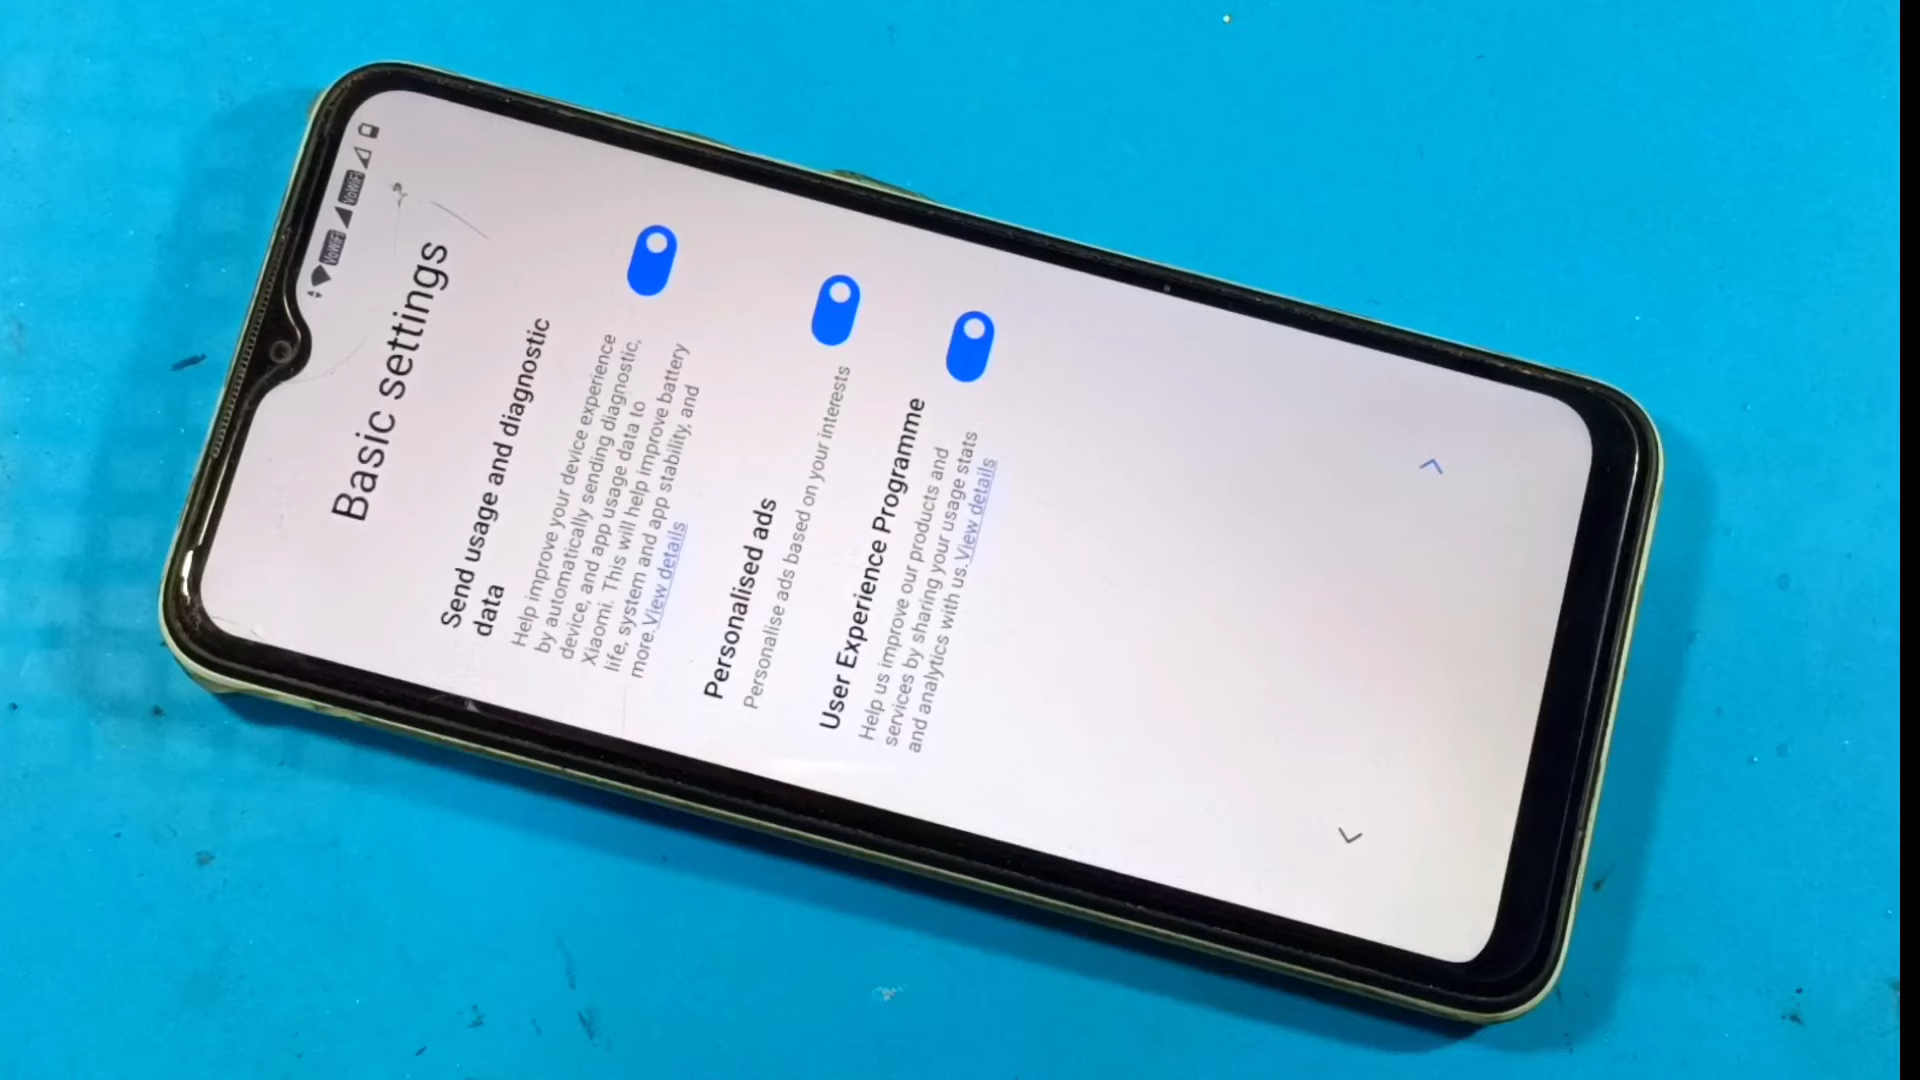 VoWiFi VoWiFi
Basic settings
Send usage and diagnostic
data
Help improve your device experience
by automatically sending diagnostic,
device, and app usage data to
Xiaomi. This will help improve battery
life, system and app stability, and
more.View details
Personalised ads
Personalise ads based on your interests
User Experience Programme
Help us improve our products and
services by sharing your usage stats
and analytics with us.View details